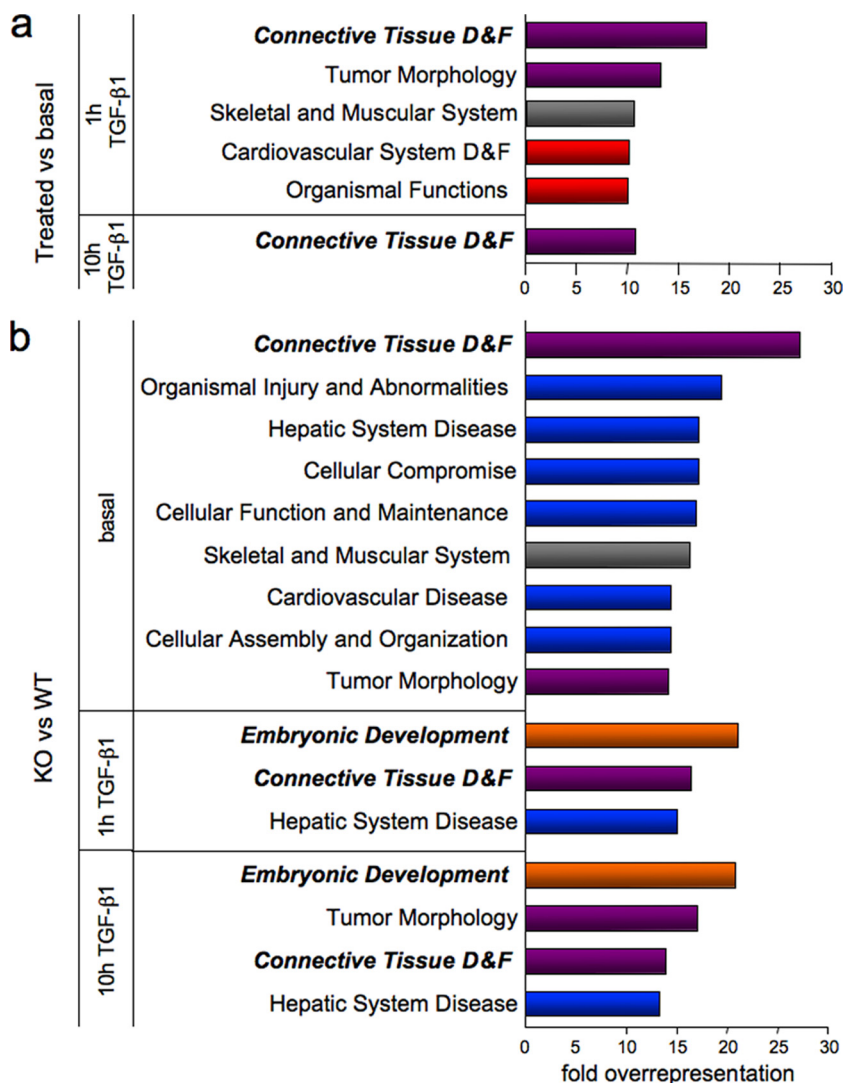 a
Treated vs basal
1h
TGF-β1
Connective Tissue D&F
Tumor Morphology
Skeletal and Muscular System
Cardiovascular System D&F
Organismal Functions
10h
TGF-β1
Connective Tissue D&F
0 5 10 15 20 25 30
b
KO vs WT
basal
Connective Tissue D&F
Organismal Injury and Abnormalities
Hepatic System Disease
Cellular Compromise
Cellular Function and Maintenance
Skeletal and Muscular System
Cardiovascular Disease
Cellular Assembly and Organization
Tumor Morphology
1h TGF-β1
Embryonic Development
Connective Tissue D&F
Hepatic System Disease
10h TGF-β1
Embryonic Development
Tumor Morphology
Connective Tissue D&F
Hepatic System Disease
0 5 10 15 20 25 30
fold overrepresentation